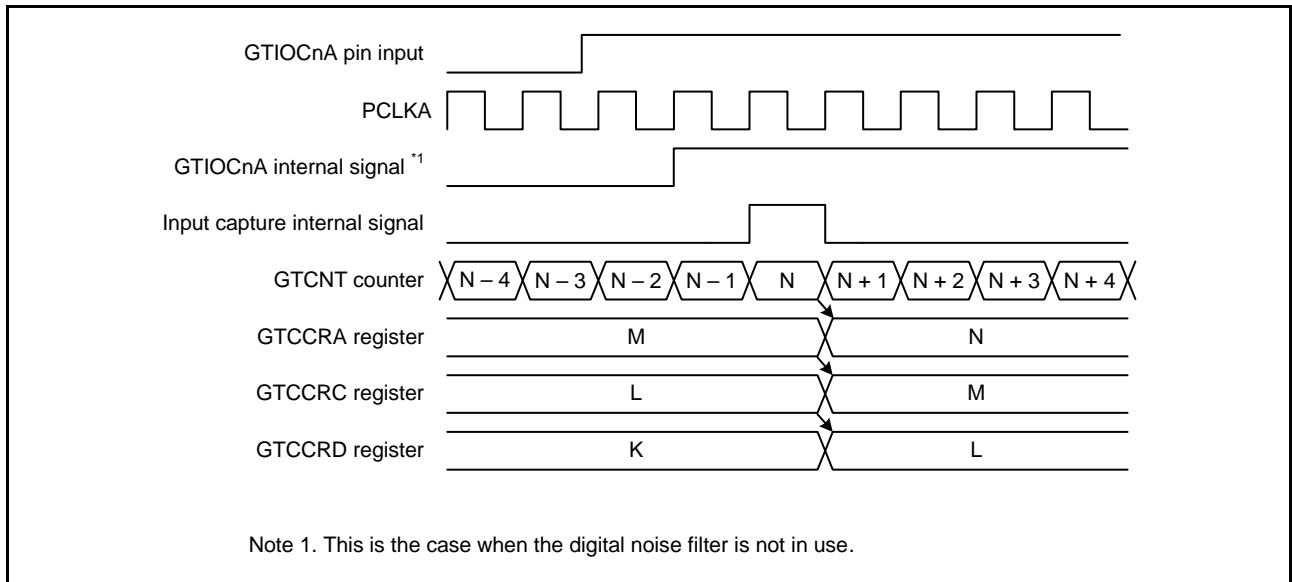 GTIOCnA pin input
PCLKA
GTIOCnA internal signal *1
Input capture internal signal
GTCNT counter N – 4 N – 3 N – 2 N – 1 N N + 1 N + 2 N + 3 N + 4
GTCCRA register M N
GTCCRC register L M
GTCCRD register K L
Note 1. This is the case when the digital noise filter is not in use.